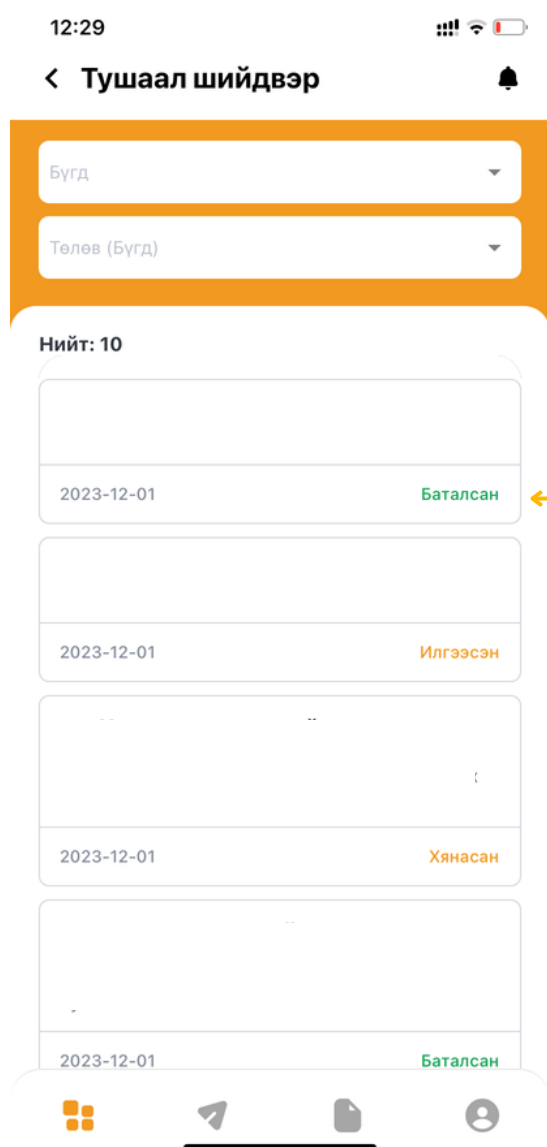 12:29
Тушаал шийдвэр
Бүгд
Төлөв (Бүгд)
Нийт: 10
2023-12-01 Баталсан
2023-12-01 Илгээсэн
2023-12-01 Хянасан
2023-12-01 Баталсан